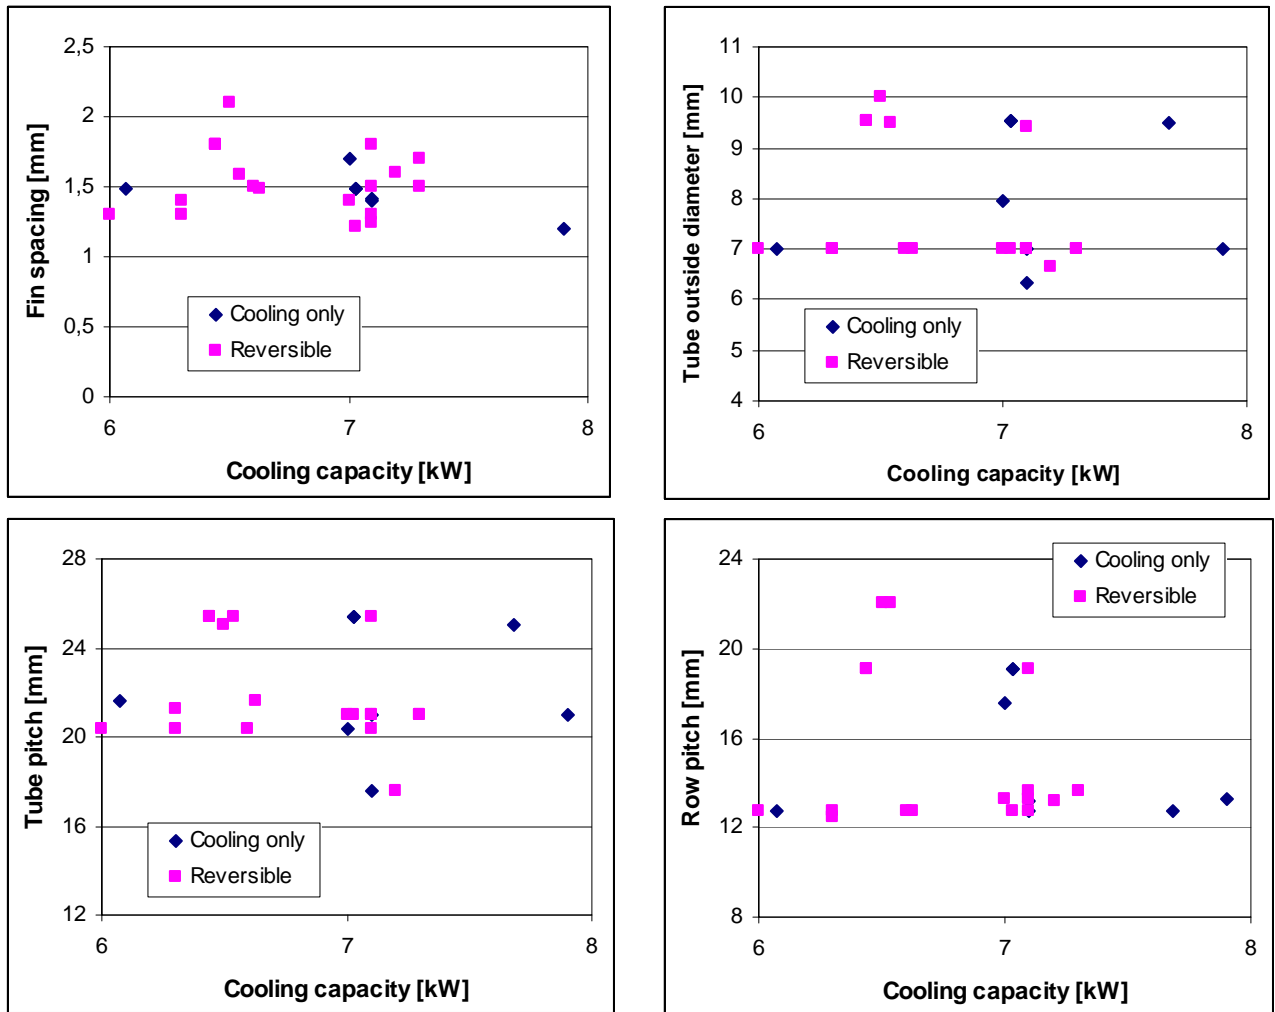 2,5
2
1,5
1
0,5
0
Fin spacing [mm]
Cooling only
Reversible
6 7 8
Cooling capacity [kW]
11
10
9
8
7
6
5
4
Tube outside diameter [mm]
Cooling only
Reversible
6 7 8
Cooling capacity [kW]
28
24
20
16
12
Tube pitch [mm]
Cooling only
Reversible
6 7 8
Cooling capacity [kW]
24
20
16
12
8
Row pitch [mm]
Cooling only
Reversible
6 7 8
Cooling capacity [kW]